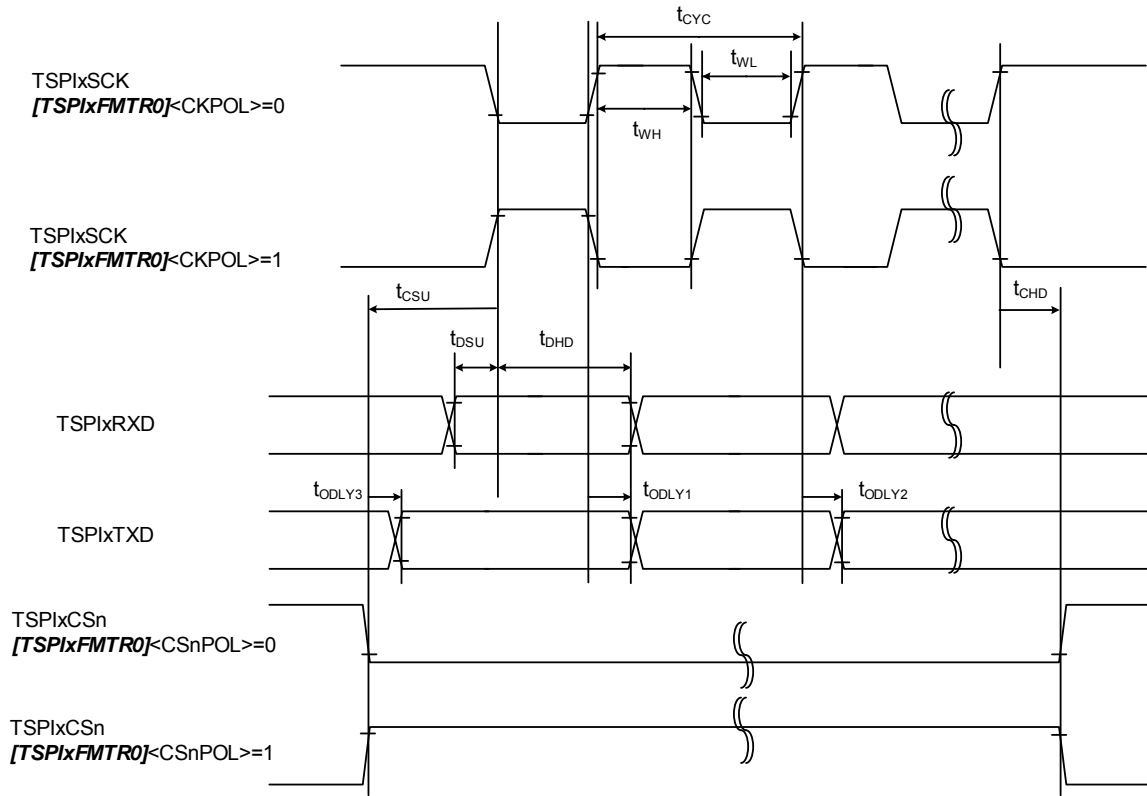 tCYC
TSPIxSCK
[TSPIxFMTR0]<CKPOL>=0
tWL
tWH
TSPIxSCK
[TSPIxFMTR0]<CKPOL>=1
tCSU
tCHD
tDSU
tDHD
TSPIxRXD
tODLY3
tODLY1
tODLY2
TSPIxTXD
TSPIxCSn
[TSPIxFMTR0]<CSnPOL>=0
TSPIxCSn
[TSPIxFMTR0]<CSnPOL>=1